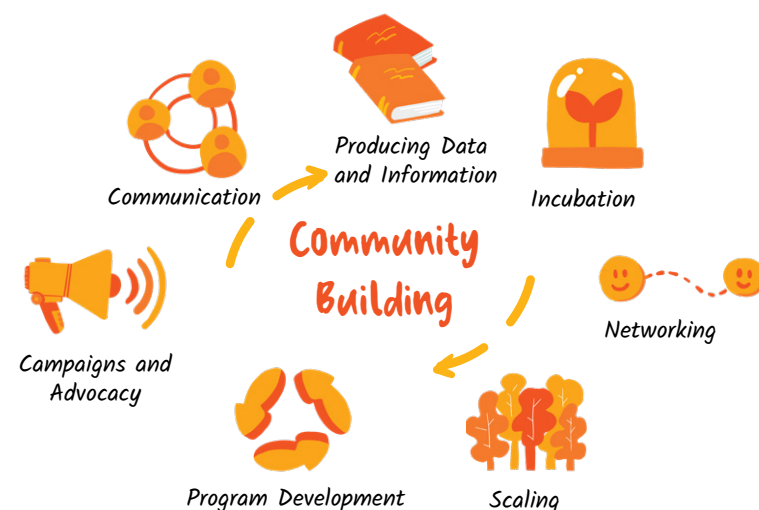 Producing Data
and Information
Communication
Incubation
Community
Building
Networking
Campaigns and
Advocacy
Program Development
Scaling